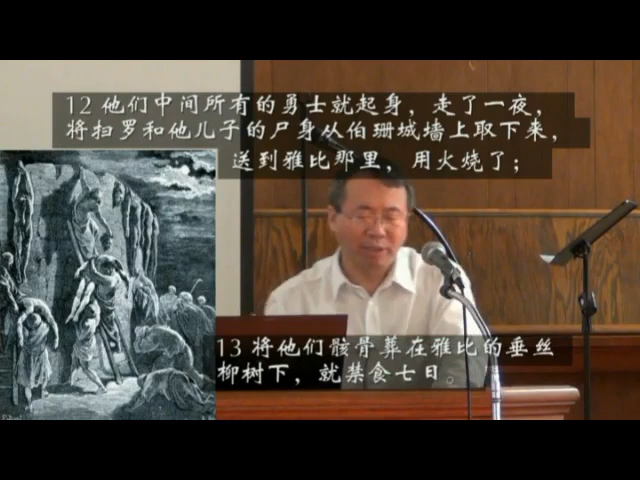 12 他们中间所有的勇士就起身，走了一夜，
将扫罗和他儿子的尸身从伯珊城墙上取下来，
送到雅比那里，用火烧了；
13 将他们骸骨葬在雅比的垂丝
柳树下，就禁食七日。